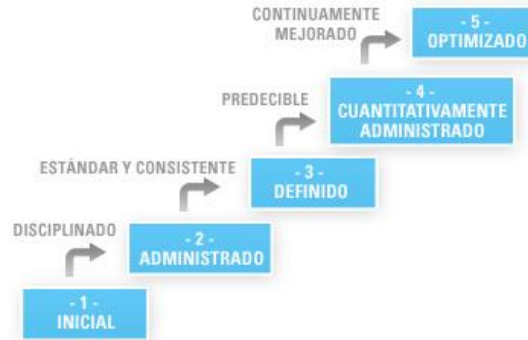 CONTINUAMENTE
MEJORADO
- 5 -
OPTIMIZADO
PREDECIBLE
- 4 -
CUANTITATIVAMENTE
ADMINISTRADO
ESTÁNDAR Y CONSISTENTE
- 3 -
DEFINIDO
DISCIPLINADO
- 2 -
ADMINISTRADO
- 1 -
INICIAL